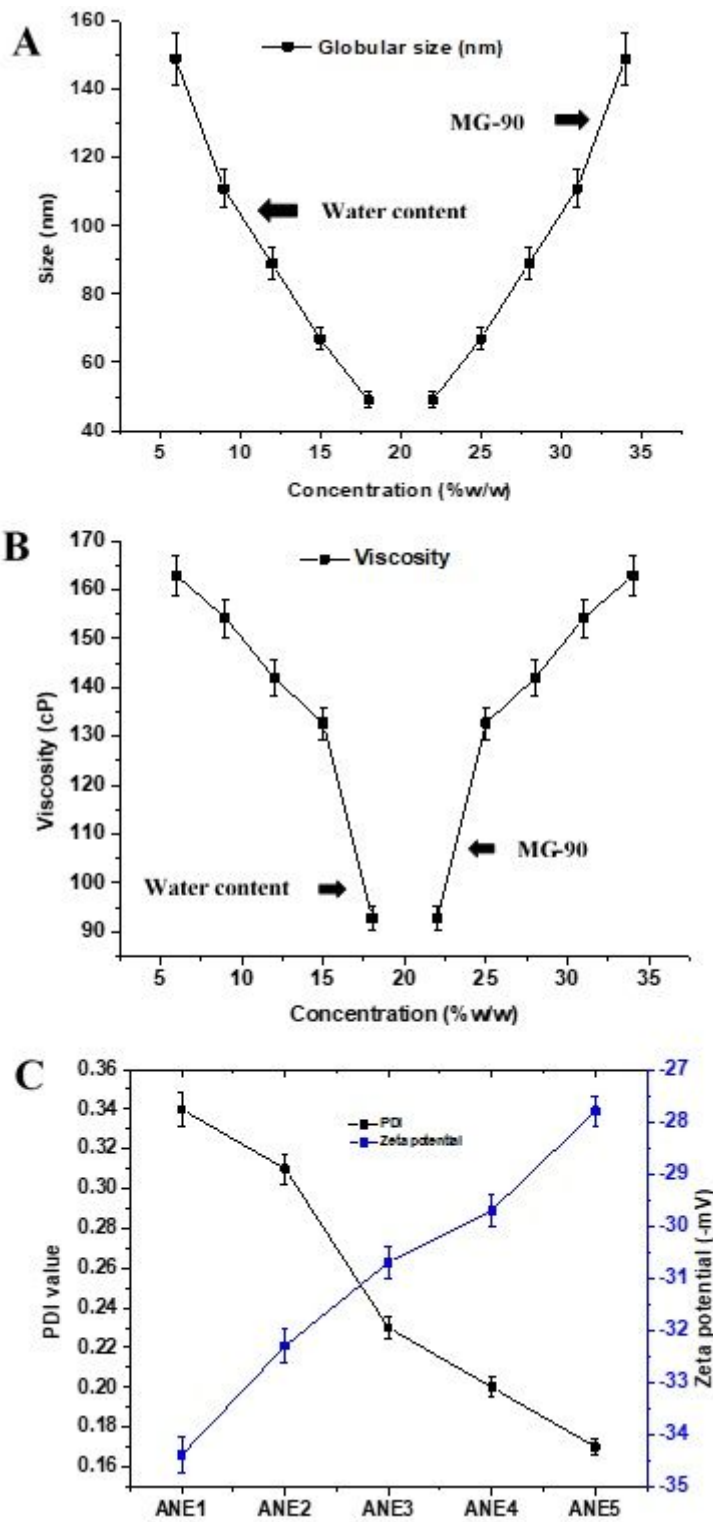 A
160
140
120
100
80
60
40
Size (nm)
Globular size (nm)
MG-90
Water content
5 10 15 20 25 30 35
Concentration (%w/w)
B
170
160
150
140
130
120
110
100
90
Viscosity (cP)
Viscosity
MG-90
Water content
5 10 15 20 25 30 35
Concentration (%w/w)
C
0.36
0.34
0.32
0.30
0.28
0.26
0.24
0.22
0.20
0.18
0.16
PDI value
PDI
Zeta potential
-27
-28
-29
-30
-31
-32
-33
-34
-35
Zeta potential (-mV)
ANE1 ANE2 ANE3 ANE4 ANE5